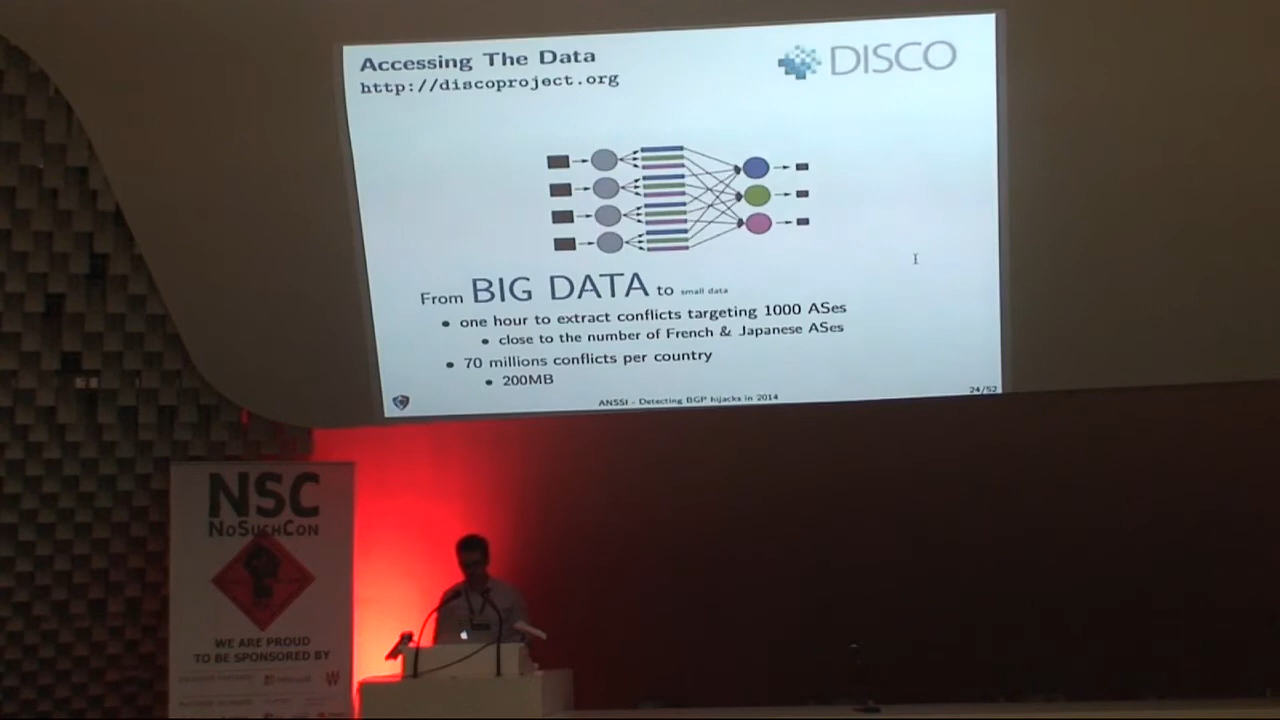 Accessing The Data
http://discoproject.org
DISCO
From BIG DATA to small data
• one hour to extract conflicts targeting 1000 ASes
• close to the number of French & Japanese ASes
• 70 millions conflicts per country
• 200MB
ANSSI - Detecting BGP hijacks in 2014
24/52
NSC
NoSuchCon
WE ARE PROUD
TO BE SPONSORED BY